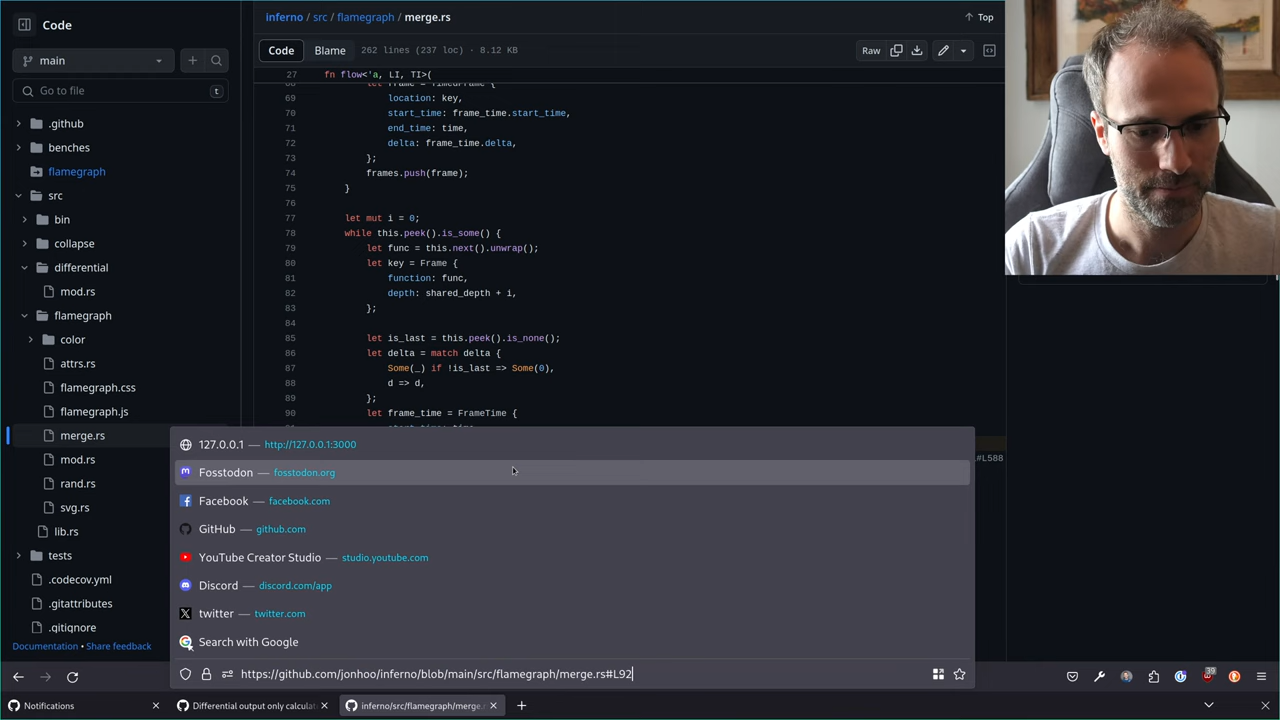 Code
main
Go to file
t
.github
benches
flamegraph
src
bin
collapse
differential
mod.rs
flamegraph
color
attrs.rs
flamegraph.css
flamegraph.js
merge.rs
mod.rs
rand.rs
svg.rs
lib.rs
tests
.codecov.yml
.gitattributes
.gitignore
Documentation • Share feedback
inferno / src / flamegraph / merge.rs
Top
Code Blame 262 lines (237 loc) · 8.12 KB
Raw
27 fn flow<'a, LI, TI>(
68 let frame = TimedFrame {
69 location: key,
70 start_time: frame_time.start_time,
71 end_time: time,
72 delta: frame_time.delta,
73 };
74 frames.push(frame);
75 }
76
77 let mut i = 0;
78 while this.peek().is_some() {
79 let func = this.next().unwrap();
80 let key = Frame {
81 function: func,
82 depth: shared_depth + i,
83 };
84
85 let is_last = this.peek().is_none();
86 let delta = match delta {
87 Some(_) if !is_last => Some(0),
88 d => d,
89 };
90 let frame_time = FrameTime {
#L588
127.0.0.1 — http://127.0.0.1:3000
Fosstodon — fosstodon.org
Facebook — facebook.com
GitHub — github.com
YouTube Creator Studio — studio.youtube.com
Discord — discord.com/app
twitter — twitter.com
Search with Google
https://github.com/jonhoo/inferno/blob/main/src/flamegraph/merge.rs#L92
39
Notifications
Differential output only calculat
inferno/src/flamegraph/merge.r